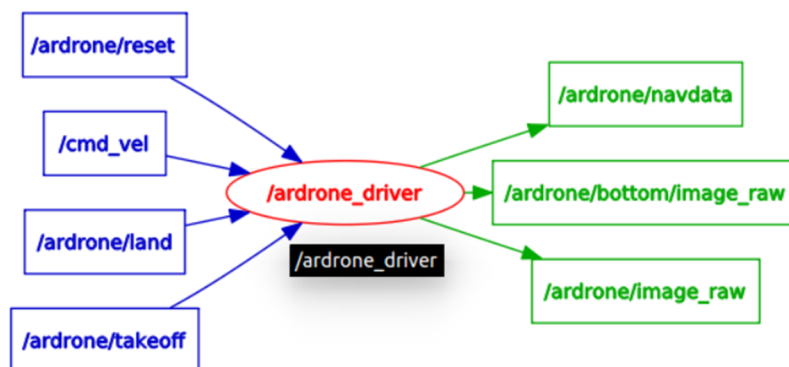 /ardrone/reset
/cmd_vel
/ardrone/land
/ardrone/takeoff
/ardrone_driver
/ardrone_driver
/ardrone/navdata
/ardrone/bottom/image_raw
/ardrone/image_raw